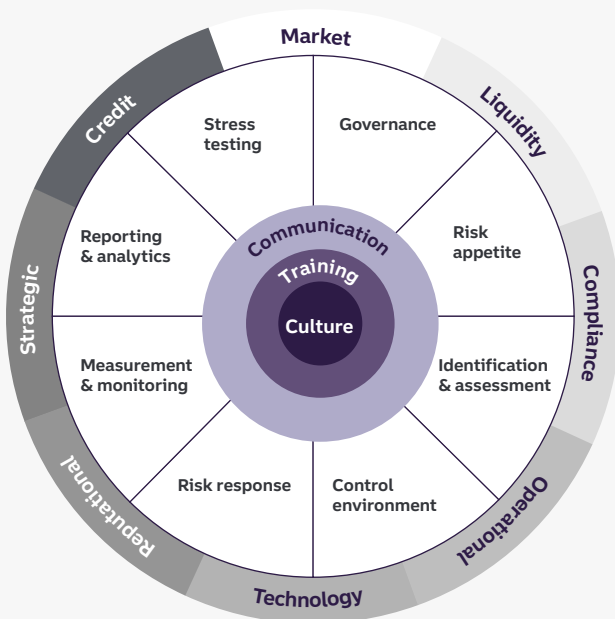 Market
Liquidity
Compliance
Operational
Technology
Reputational
Strategic
Credit
Stress
testing
Governance
Risk
appetite
Identification
& assessment
Control
environment
Risk response
Measurement
& monitoring
Reporting
& analytics
Communication
Training
Culture